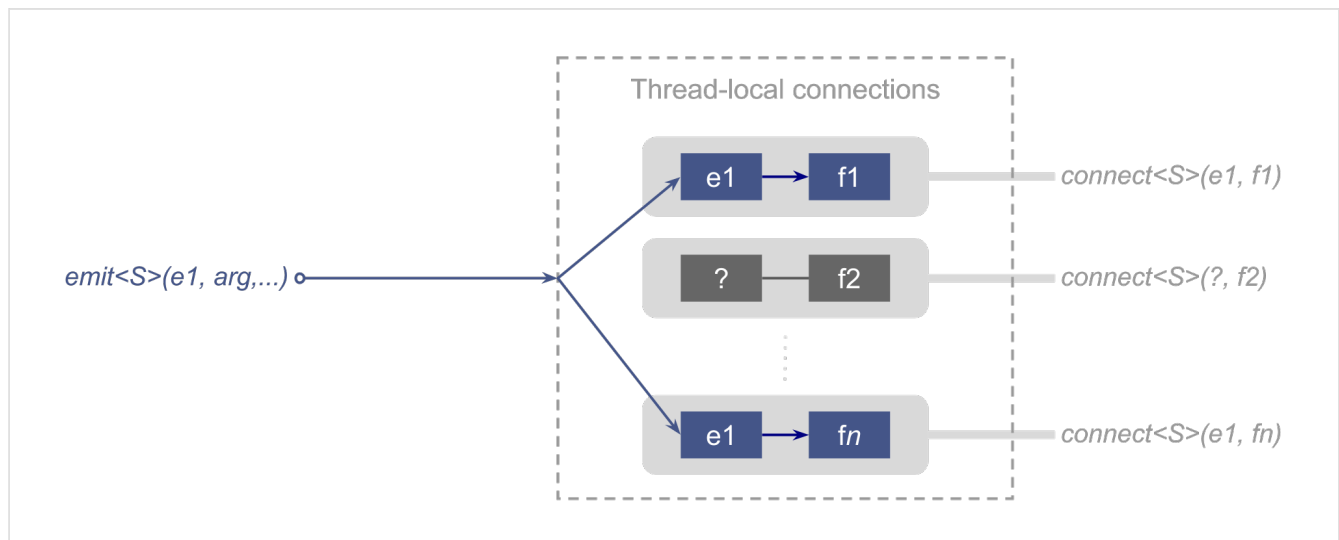 Thread-local connections
e1
f1
connect<S>(e1, f1)
emit<S>(e1, arg,...)
?
f2
connect<S>(?, f2)
e1
fn
connect<S>(e1, fn)